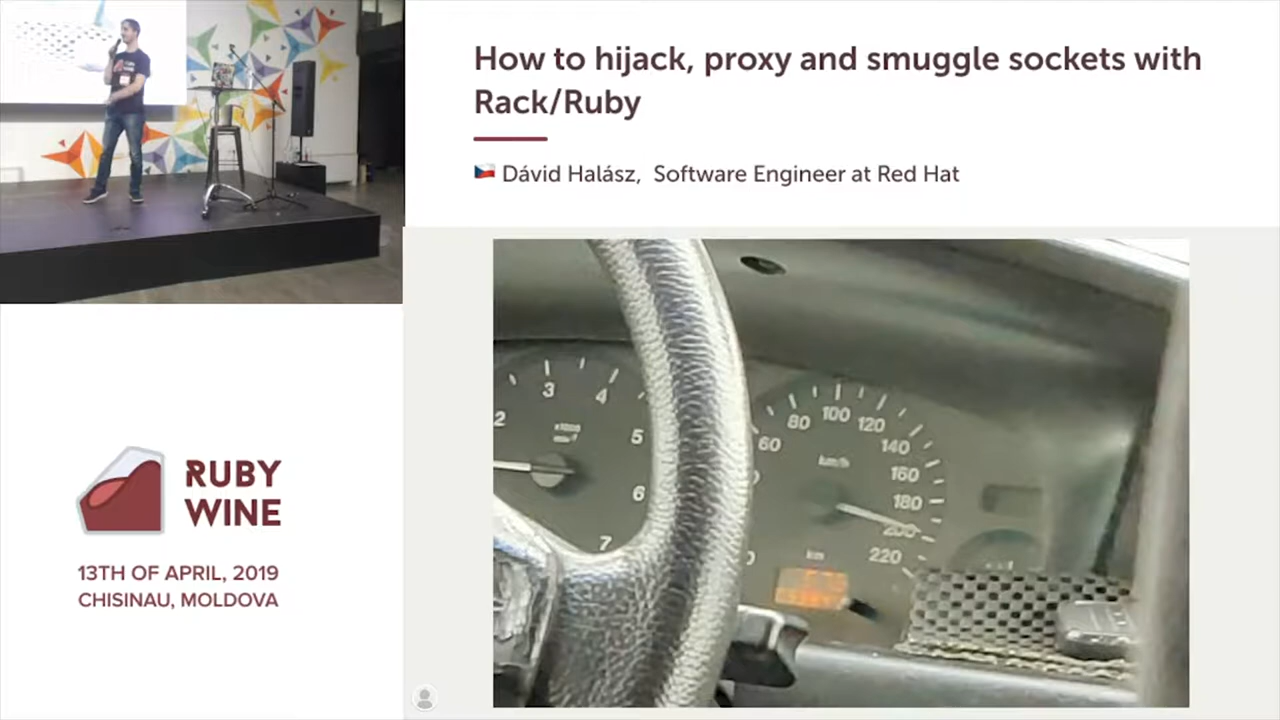 How to hijack, proxy and smuggle sockets with
Rack/Ruby
Dávid Halász, Software Engineer at Red Hat
RUBY
WINE
13TH OF APRIL, 2019
CHISINAU, MOLDOVA
2 3 4 5 6 7
60 80 100 120 140 160 180 200 220
km/h
km